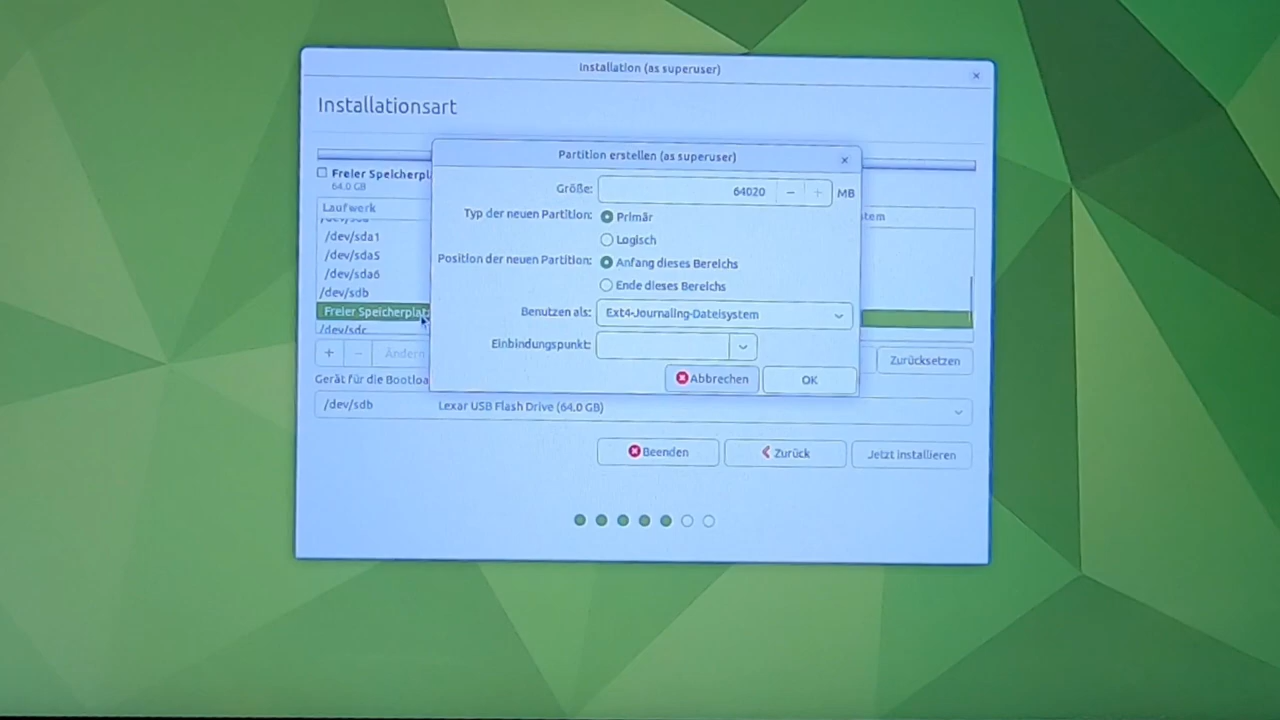 Installation (as superuser)
Installationsart
Partition erstellen (as superuser)
Größe: 64020 − + MB
Typ der neuen Partition: Primär
Logisch
Position der neuen Partition: Anfang dieses Bereichs
Ende dieses Bereichs
Benutzen als: Ext4-Journaling-Dateisystem
Einbindungspunkt:
Abbrechen OK
Freier Speicherpl
64.0 GB
Laufwerk tem
/dev/sda1
/dev/sda5
/dev/sda6
/dev/sdb
Freier Speicherplat
/dev/sdc
+ − Ändern Zurücksetzen
Gerät für die Bootloa
/dev/sdb Lexar USB Flash Drive (64.0 GB)
Beenden Zurück Jetzt installieren